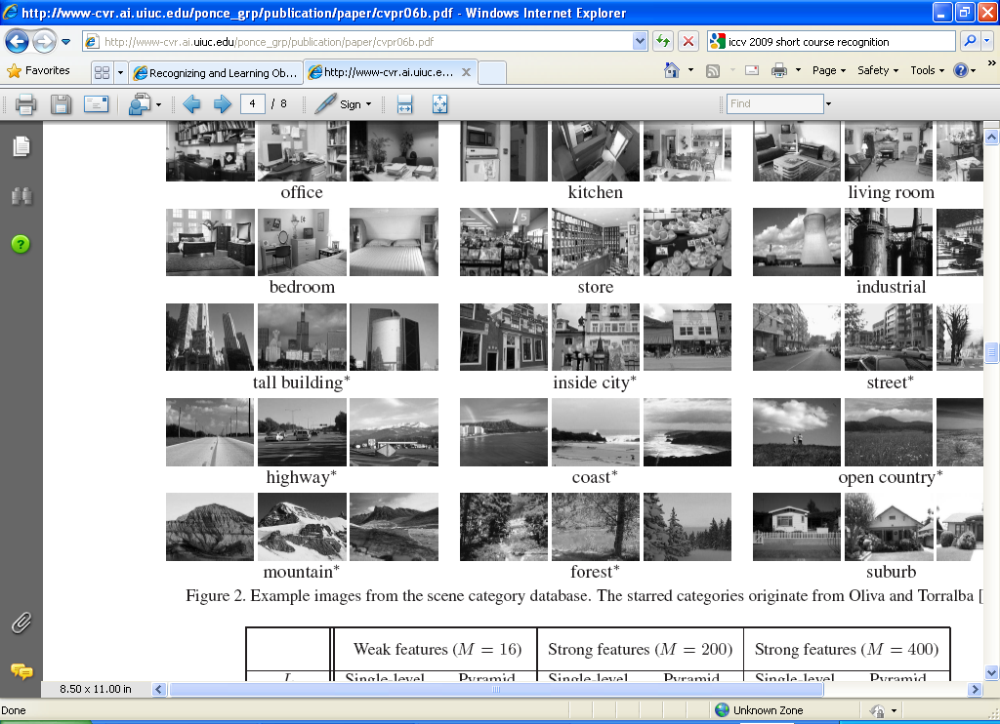 http://www-cvr.ai.uiuc.edu/ponce_grp/publication/paper/cvpr06b.pdf - Windows Internet Explorer
http://www-cvr.ai.uiuc.edu/ponce_grp/publication/paper/cvpr06b.pdf
iccv 2009 short course recognition
Favorites
Recognizing and Learning Ob...
http://www-cvr.ai.uiuc.e...
Page
Safety
Tools
4 / 8
Sign
Find
office kitchen living room
bedroom store industrial
tall building* inside city* street*
highway* coast* open country*
mountain* forest* suburb
Figure 2. Example images from the scene category database. The starred categories originate from Oliva and Torralba [
Weak features (M = 16) Strong features (M = 200) Strong features (M = 400)
L Single-level Pyramid Single-level Pyramid Single-level Pyramid
8.50 x 11.00 in
Done
Unknown Zone